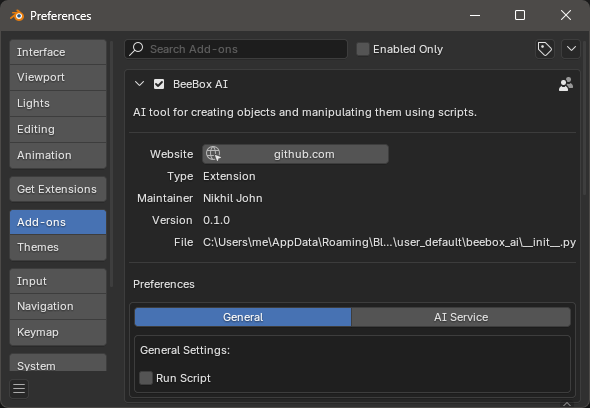 Preferences
Interface
Viewport
Lights
Editing
Animation
Get Extensions
Add-ons
Themes
Input
Navigation
Keymap
System
Search Add-ons
Enabled Only
BeeBox AI
AI tool for creating objects and manipulating them using scripts.
Website github.com
Type Extension
Maintainer Nikhil John
Version 0.1.0
File C:\Users\me\AppData\Roaming\Bl...\user_default\beebox_ai\__init__.py
Preferences
General AI Service
General Settings:
Run Script